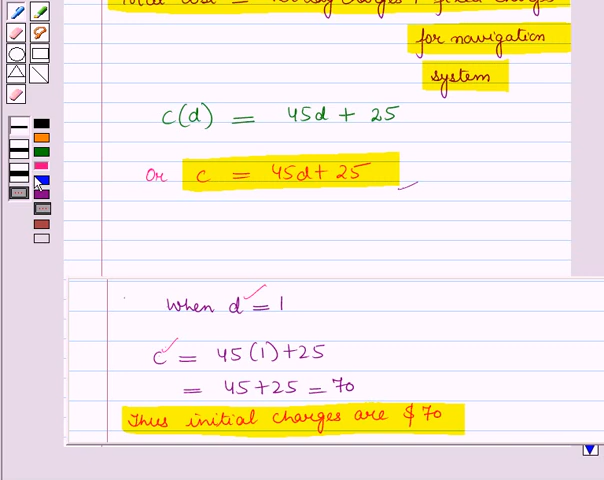 for navigation
system
c(d) = 45d + 25
Or c = 45d + 25
When d = 1
c = 45(1) + 25
= 45 + 25 = 70
Thus initial charges are $ 70